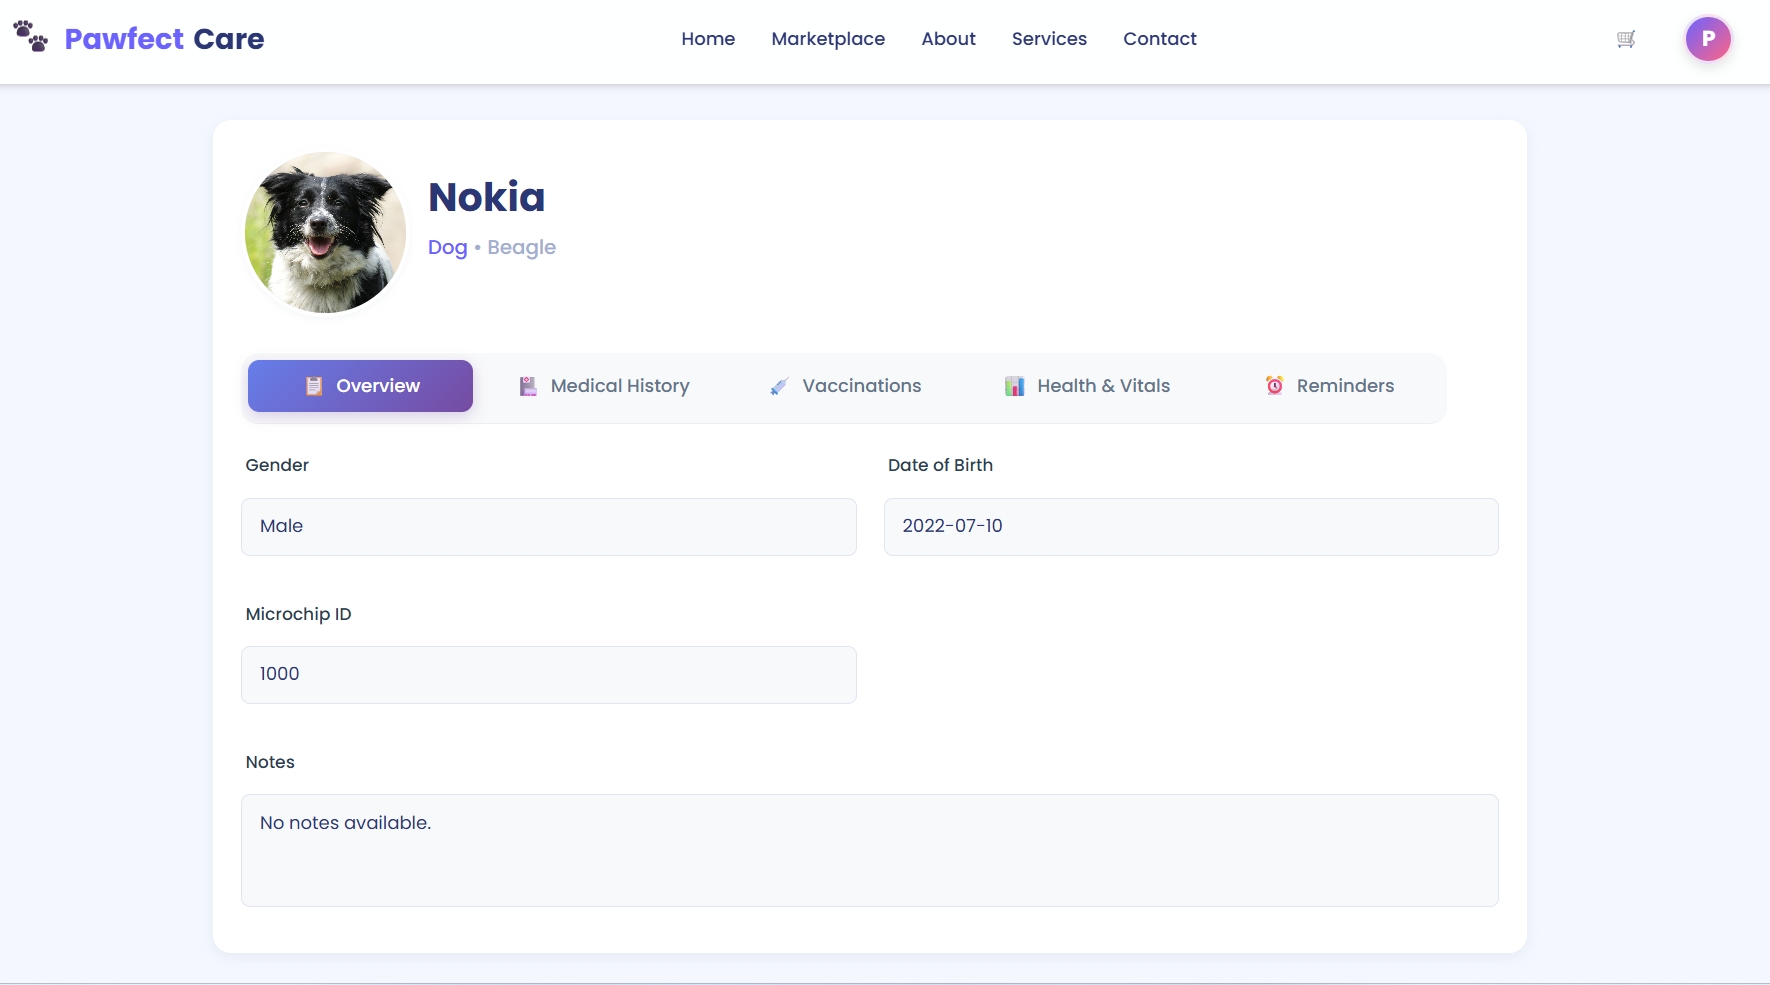 Pawfect Care
Home Marketplace About Services Contact
P
Nokia
Dog • Beagle
Overview Medical History Vaccinations Health & Vitals Reminders
Gender
Male
Date of Birth
2022-07-10
Microchip ID
1000
Notes
No notes available.